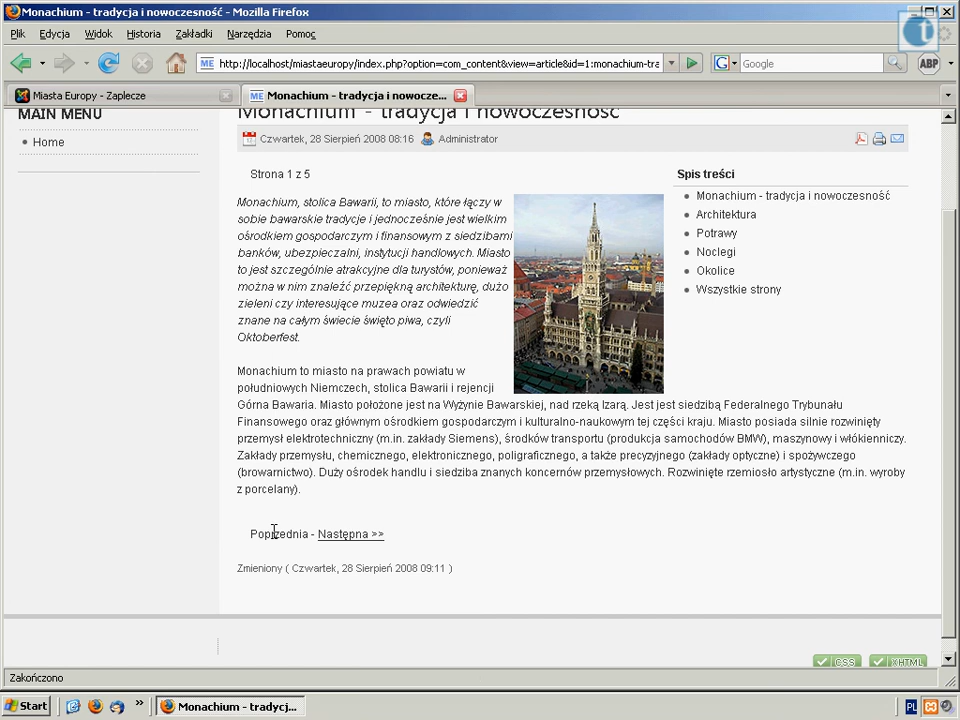 Monachium - tradycja i nowoczesność - Mozilla Firefox
Plik Edycja Widok Historia Zakładki Narzędzia Pomoc
t
ME http://localhost/miastaeuropy/index.php?option=com_content&view=article&id=1:monachium-tra
G Google
ABP
Miasta Europy - Zaplecze
ME Monachium - tradycja i nowocze...
MAIN MENU
Home
Monachium - tradycja i nowoczesność
Czwartek, 28 Sierpień 2008 08:16 Administrator
Strona 1 z 5
Monachium, stolica Bawarii, to miasto, które łączy w
sobie bawarskie tradycje i jednocześnie jest wielkim
ośrodkiem gospodarczym i finansowym z siedzibami
banków, ubezpieczalni, instytucji handlowych. Miasto
to jest szczególnie atrakcyjne dla turystów, ponieważ
można w nim znaleźć przepiękną architekturę, dużo
zieleni czy interesujące muzea oraz odwiedzić
znane na całym świecie święto piwa, czyli
Oktoberfest.
Spis treści
Monachium - tradycja i nowoczesność
Architektura
Potrawy
Noclegi
Okolice
Wszystkie strony
Monachium to miasto na prawach powiatu w
południowych Niemczech, stolica Bawarii i rejencji
Górna Bawaria. Miasto położone jest na Wyżynie Bawarskiej, nad rzeką Izarą. Jest jest siedzibą Federalnego Trybunału
Finansowego oraz głównym ośrodkiem gospodarczym i kulturalno-naukowym tej części kraju. Miasto posiada silnie rozwinięty
przemysł elektrotechniczny (m.in. zakłady Siemens), środków transportu (produkcja samochodów BMW), maszynowy i włókienniczy.
Zakłady przemysłu, chemicznego, elektronicznego, poligraficznego, a także precyzyjnego (zakłady optyczne) i spożywczego
(browarnictwo). Duży ośrodek handlu i siedziba znanych koncernów przemysłowych. Rozwinięte rzemiosło artystyczne (m.in. wyroby
z porcelany).
Poprzednia - Następna >>
Zmieniony ( Czwartek, 28 Sierpień 2008 09:11 )
CSS XHTML
Zakończono
Start » Monachium - tradycj... PL